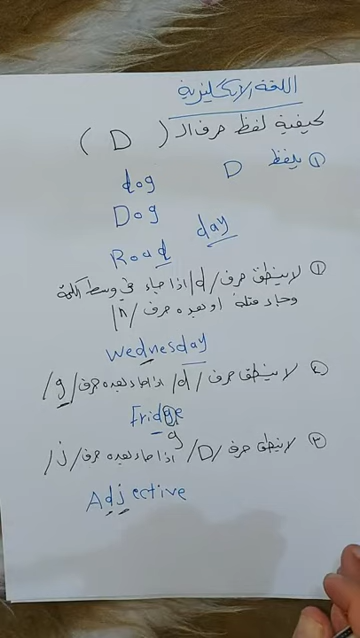 اللغة الإنكليزية
كيفية لفظ حرف الـ ( D )
① يلفظ D
dog
Dog
day
Road
① لا ينطق حرف /d/ اذا جاء في وسط الكلمة
وجاء قبله او بعده حرف /n/
Wednesday
② لا ينطق حرف /d/ اذا جاء بعده حرف /g/
Fridge
g
③ لا ينطق حرف /D/ اذا جاء بعده حرف /j/
Adjective